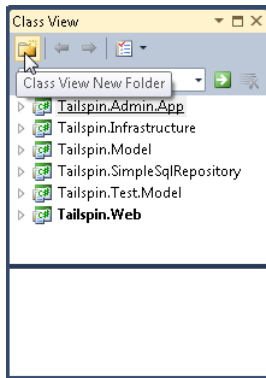 Class View
Class View New Folder
Tailspin.Admin.App
Tailspin.Infrastructure
Tailspin.Model
Tailspin.SimpleSqlRepository
Tailspin.Test.Model
Tailspin.Web